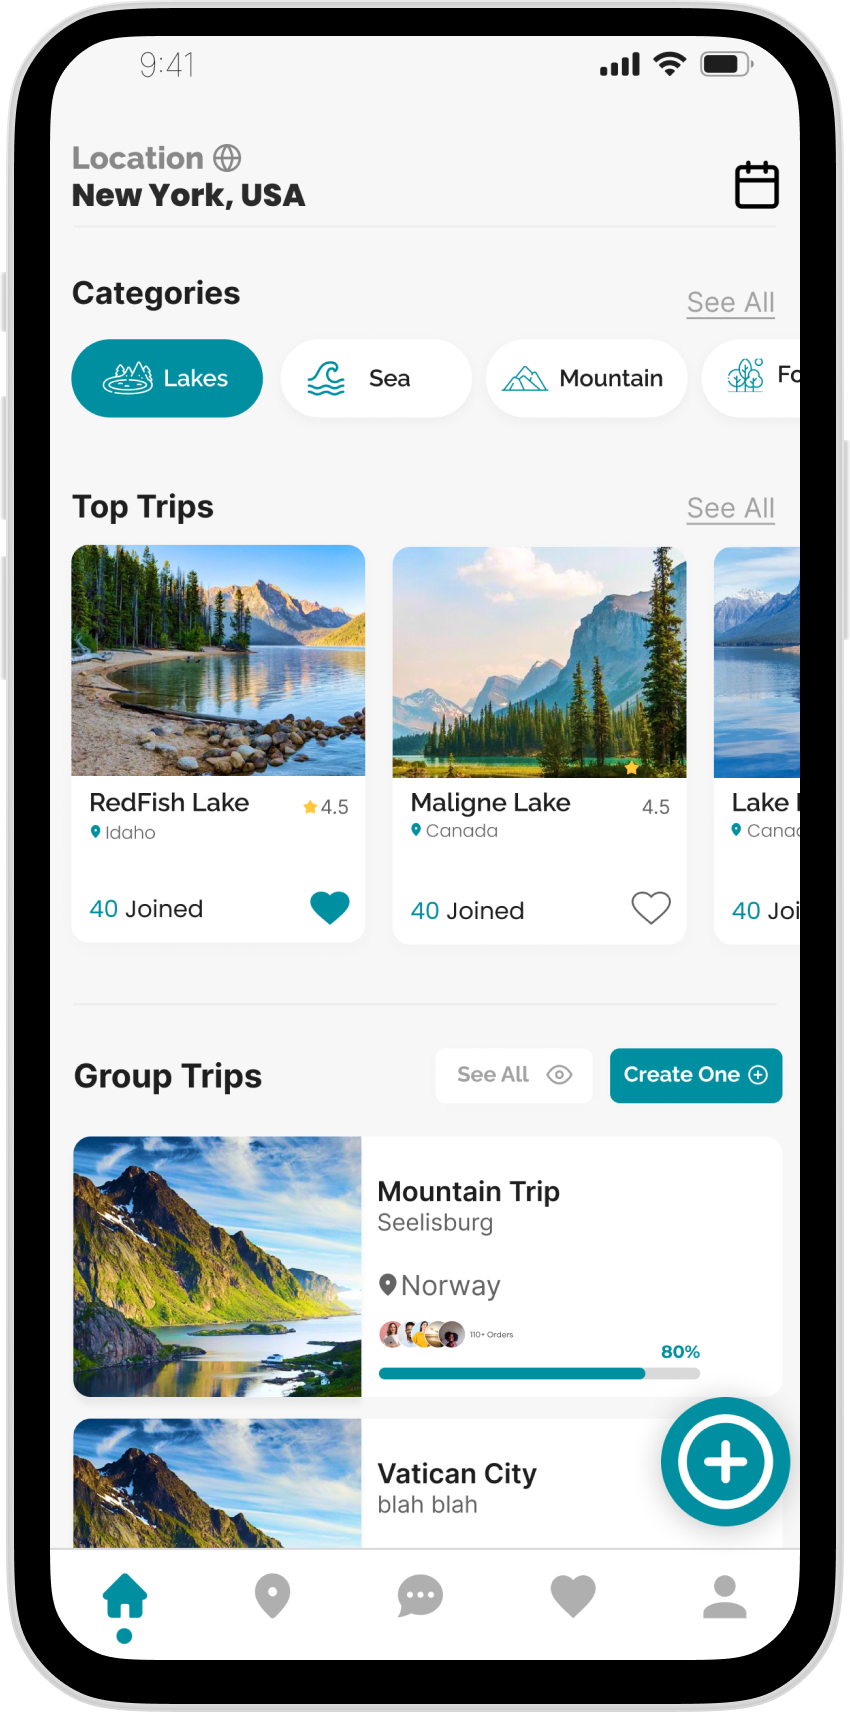 9:41
Location
New York, USA
Categories
See All
Lakes
Sea
Mountain
Fo
Top Trips
See All
RedFish Lake
4.5
Idaho
40 Joined
Maligne Lake
4.5
Canada
40 Joined
Lake
Canad
40 Joi
Group Trips
See All
Create One
Mountain Trip
Seelisburg
Norway
110+ Orders
80%
Vatican City
blah blah